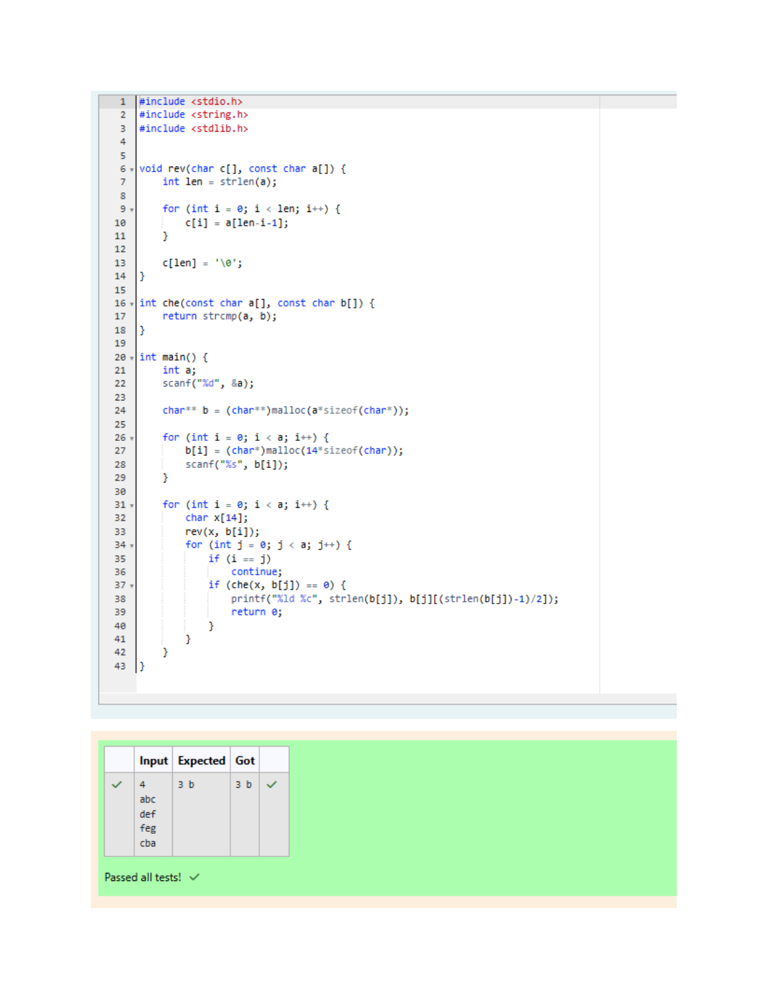 1 #include <stdio.h>
2 #include <string.h>
3 #include <stdlib.h>
4
5
6 void rev(char c[], const char a[]) {
7     int len = strlen(a);
8
9     for (int i = 0; i < len; i++) {
10         c[i] = a[len-i-1];
11     }
12
13     c[len] = '\0';
14 }
15
16 int che(const char a[], const char b[]) {
17     return strcmp(a, b);
18 }
19
20 int main() {
21     int a;
22     scanf("%d", &a);
23
24     char** b = (char**)malloc(a*sizeof(char*));
25
26     for (int i = 0; i < a; i++) {
27         b[i] = (char*)malloc(14*sizeof(char));
28         scanf("%s", b[i]);
29     }
30
31     for (int i = 0; i < a; i++) {
32         char x[14];
33         rev(x, b[i]);
34         for (int j = 0; j < a; j++) {
35             if (i == j)
36                 continue;
37             if (che(x, b[j]) == 0) {
38                 printf("%ld %c", strlen(b[j]), b[j][(strlen(b[j])-1)/2]);
39                 return 0;
40             }
41         }
42     }
43 }
Input Expected Got
4 3 b 3 b
abc
def
feg
cba
Passed all tests!